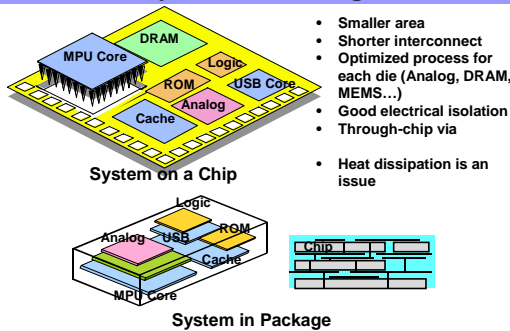 DRAM
MPU Core
Logic
ROM
USB Core
Analog
Cache
System on a Chip
• Smaller area
• Shorter interconnect
• Optimized process for
each die (Analog, DRAM,
MEMS…)
• Good electrical isolation
• Through-chip via
• Heat dissipation is an
issue
Logic
Analog
USB
ROM
Cache
MPU Core
Chip
System in Package